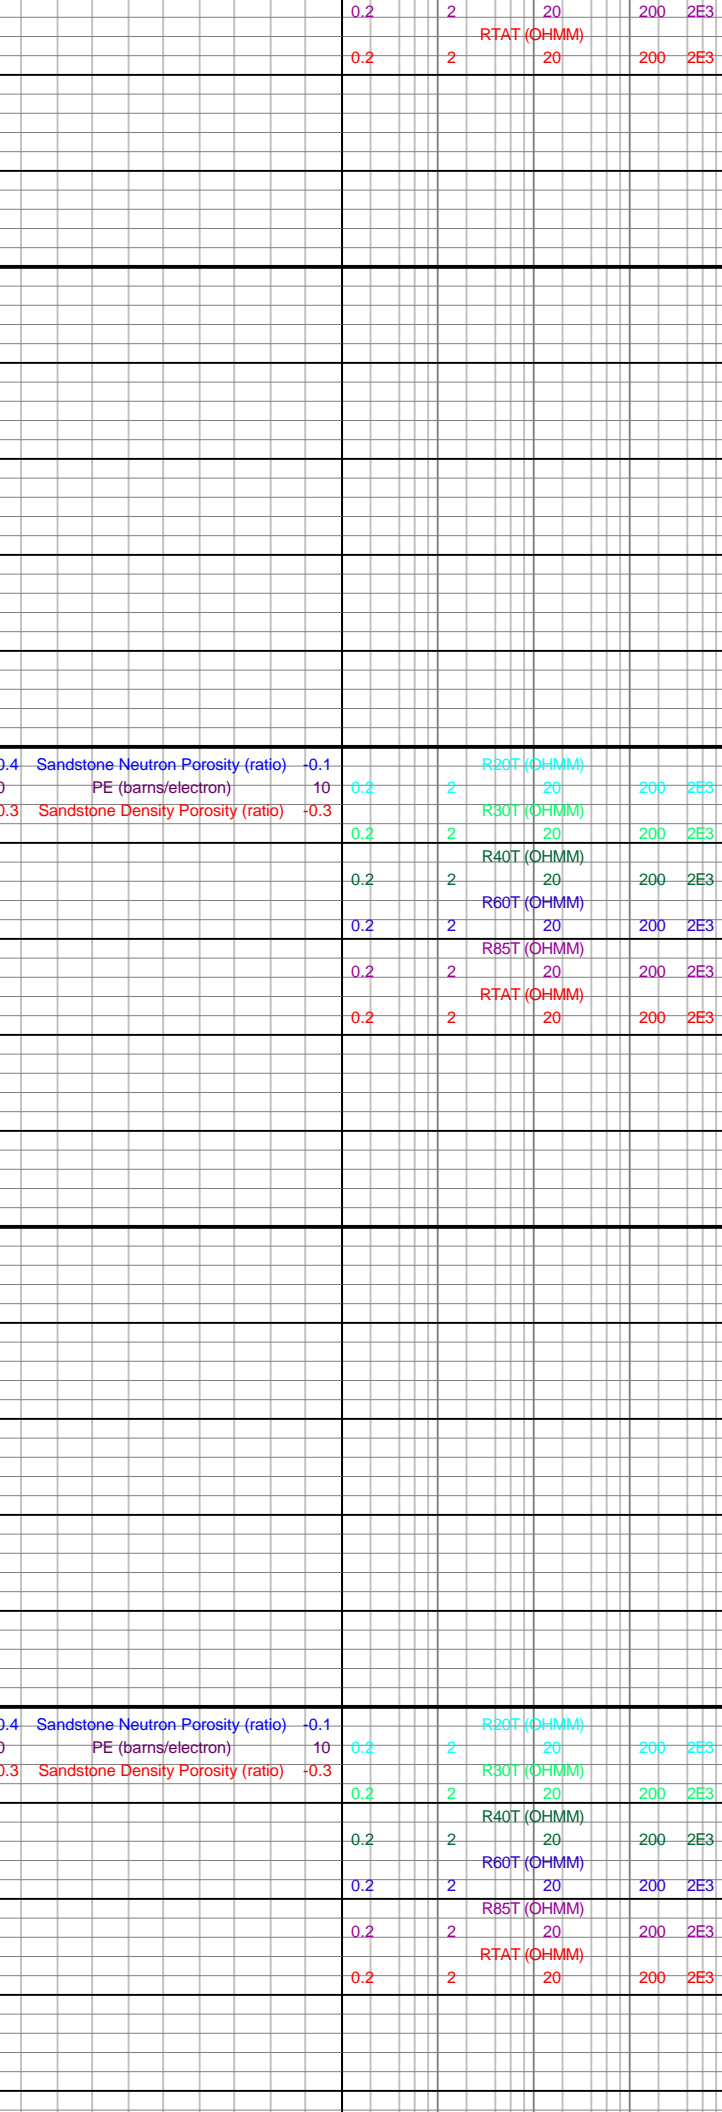 0.2 2 20 200 2E3
RTAT (OHMM)
0.2 2 20 200 2E3
0.4 Sandstone Neutron Porosity (ratio) -0.1
0 PE (barns/electron) 10
0.3 Sandstone Density Porosity (ratio) -0.3
R20T (OHMM)
0.2 2 20 200 2E3
R30T (OHMM)
0.2 2 20 200 2E3
R40T (OHMM)
0.2 2 20 200 2E3
R60T (OHMM)
0.2 2 20 200 2E3
R85T (OHMM)
0.2 2 20 200 2E3
RTAT (OHMM)
0.2 2 20 200 2E3
0.4 Sandstone Neutron Porosity (ratio) -0.1
0 PE (barns/electron) 10
0.3 Sandstone Density Porosity (ratio) -0.3
R20T (OHMM)
0.2 2 20 200 2E3
R30T (OHMM)
0.2 2 20 200 2E3
R40T (OHMM)
0.2 2 20 200 2E3
R60T (OHMM)
0.2 2 20 200 2E3
R85T (OHMM)
0.2 2 20 200 2E3
RTAT (OHMM)
0.2 2 20 200 2E3